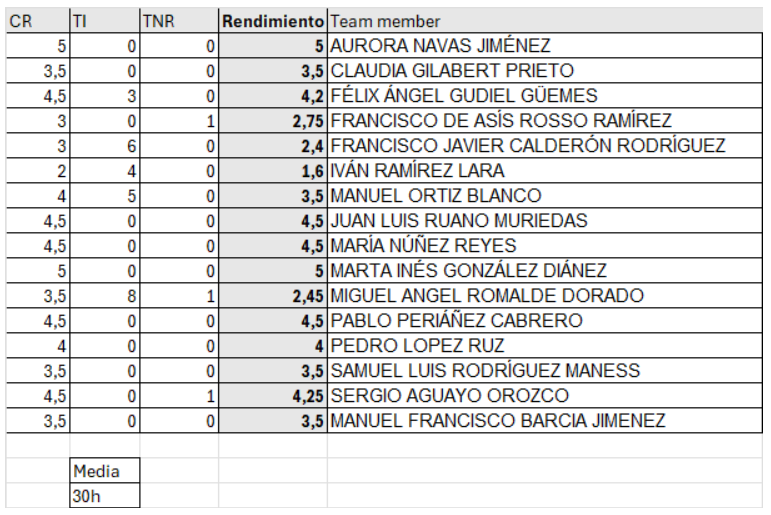 CR TI TNR Rendimiento Team member
5 0 0 5 AURORA NAVAS JIMÉNEZ
3,5 0 0 3,5 CLAUDIA GILABERT PRIETO
4,5 3 0 4,2 FÉLIX ÁNGEL GUDIEL GÜEMES
3 0 1 2,75 FRANCISCO DE ASÍS ROSSO RAMÍREZ
3 6 0 2,4 FRANCISCO JAVIER CALDERÓN RODRÍGUEZ
2 4 0 1,6 IVÁN RAMÍREZ LARA
4 5 0 3,5 MANUEL ORTIZ BLANCO
4,5 0 0 4,5 JUAN LUIS RUANO MURIEDAS
4,5 0 0 4,5 MARÍA NÚÑEZ REYES
5 0 0 5 MARTA INÉS GONZÁLEZ DIÁNEZ
3,5 8 1 2,45 MIGUEL ANGEL ROMALDE DORADO
4,5 0 0 4,5 PABLO PERIÁÑEZ CABRERO
4 0 0 4 PEDRO LOPEZ RUZ
3,5 0 0 3,5 SAMUEL LUIS RODRÍGUEZ MANESS
4,5 0 1 4,25 SERGIO AGUAYO OROZCO
3,5 0 0 3,5 MANUEL FRANCISCO BARCIA JIMENEZ
Media
30h